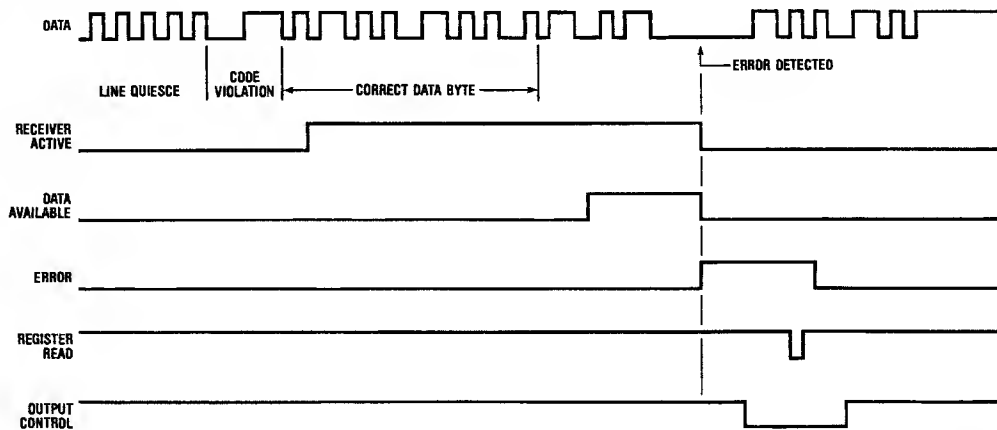 DATA
ERROR DETECTED
LINE QUIESCE
CODE
VIOLATION
CORRECT DATA BYTE
RECEIVER
ACTIVE
DATA
AVAILABLE
ERROR
REGISTER
READ
OUTPUT
CONTROL